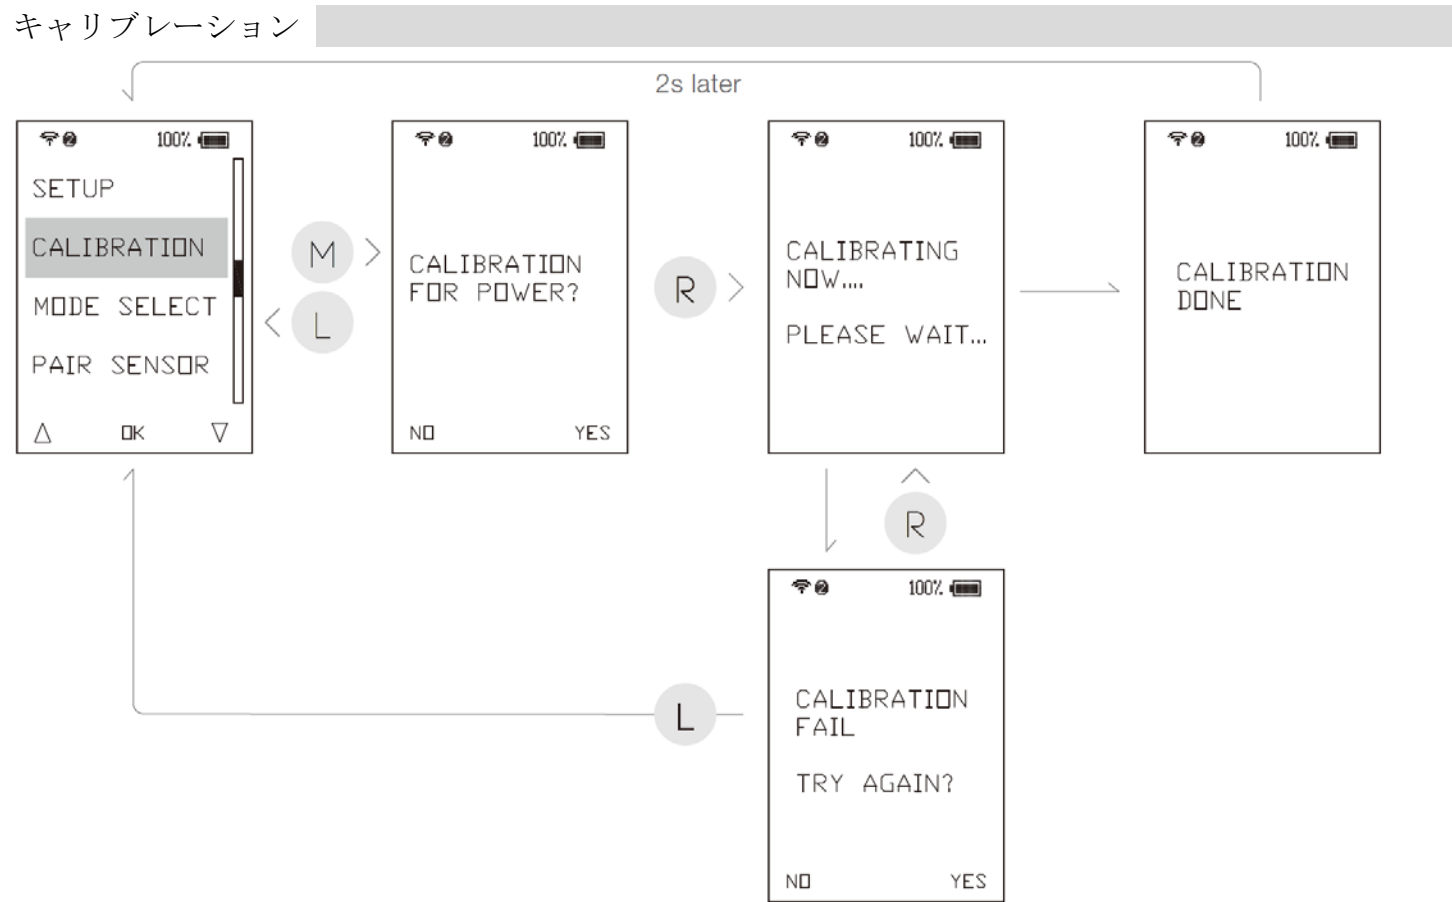 キャリブレーション
2s later
100%
SETUP
CALIBRATION
MODE SELECT
PAIR SENSOR
OK
M
L
100%
CALIBRATION
FOR POWER?
NO YES
R
100%
CALIBRATING
NOW....
PLEASE WAIT...
100%
CALIBRATION
DONE
R
100%
CALIBRATION
FAIL
TRY AGAIN?
NO YES
L